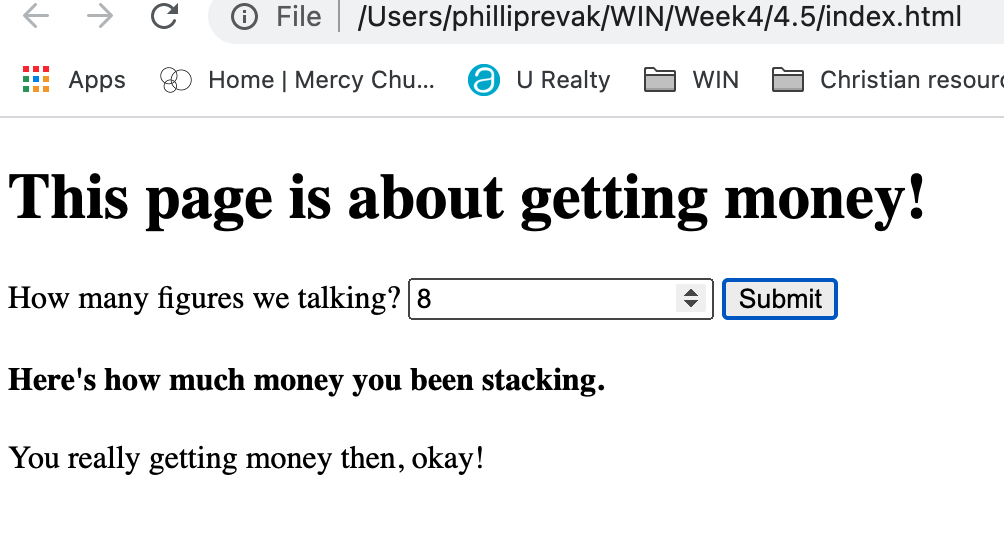 File | /Users/philliprevak/WIN/Week4/4.5/index.html
Apps Home | Mercy Chu... U Realty WIN Christian resour
This page is about getting money!
How many figures we talking? 8 Submit
Here's how much money you been stacking.
You really getting money then, okay!